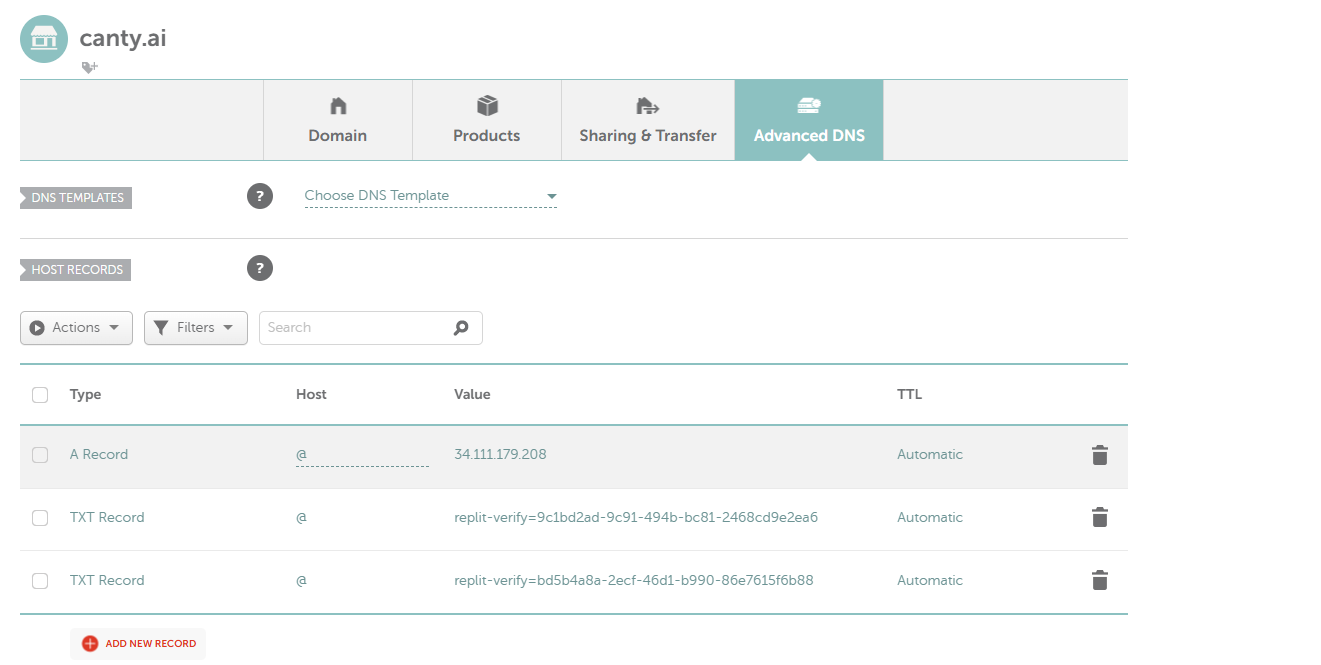 canty.ai
Domain Products Sharing & Transfer Advanced DNS
DNS TEMPLATES ? Choose DNS Template
HOST RECORDS ?
Actions Filters Search
Type Host Value TTL
A Record @ 34.111.179.208 Automatic
TXT Record @ replit-verify=9c1bd2ad-9c91-494b-bc81-2468cd9e2ea6 Automatic
TXT Record @ replit-verify=bd5b4a8a-2ecf-46d1-b990-86e7615f6b88 Automatic
ADD NEW RECORD